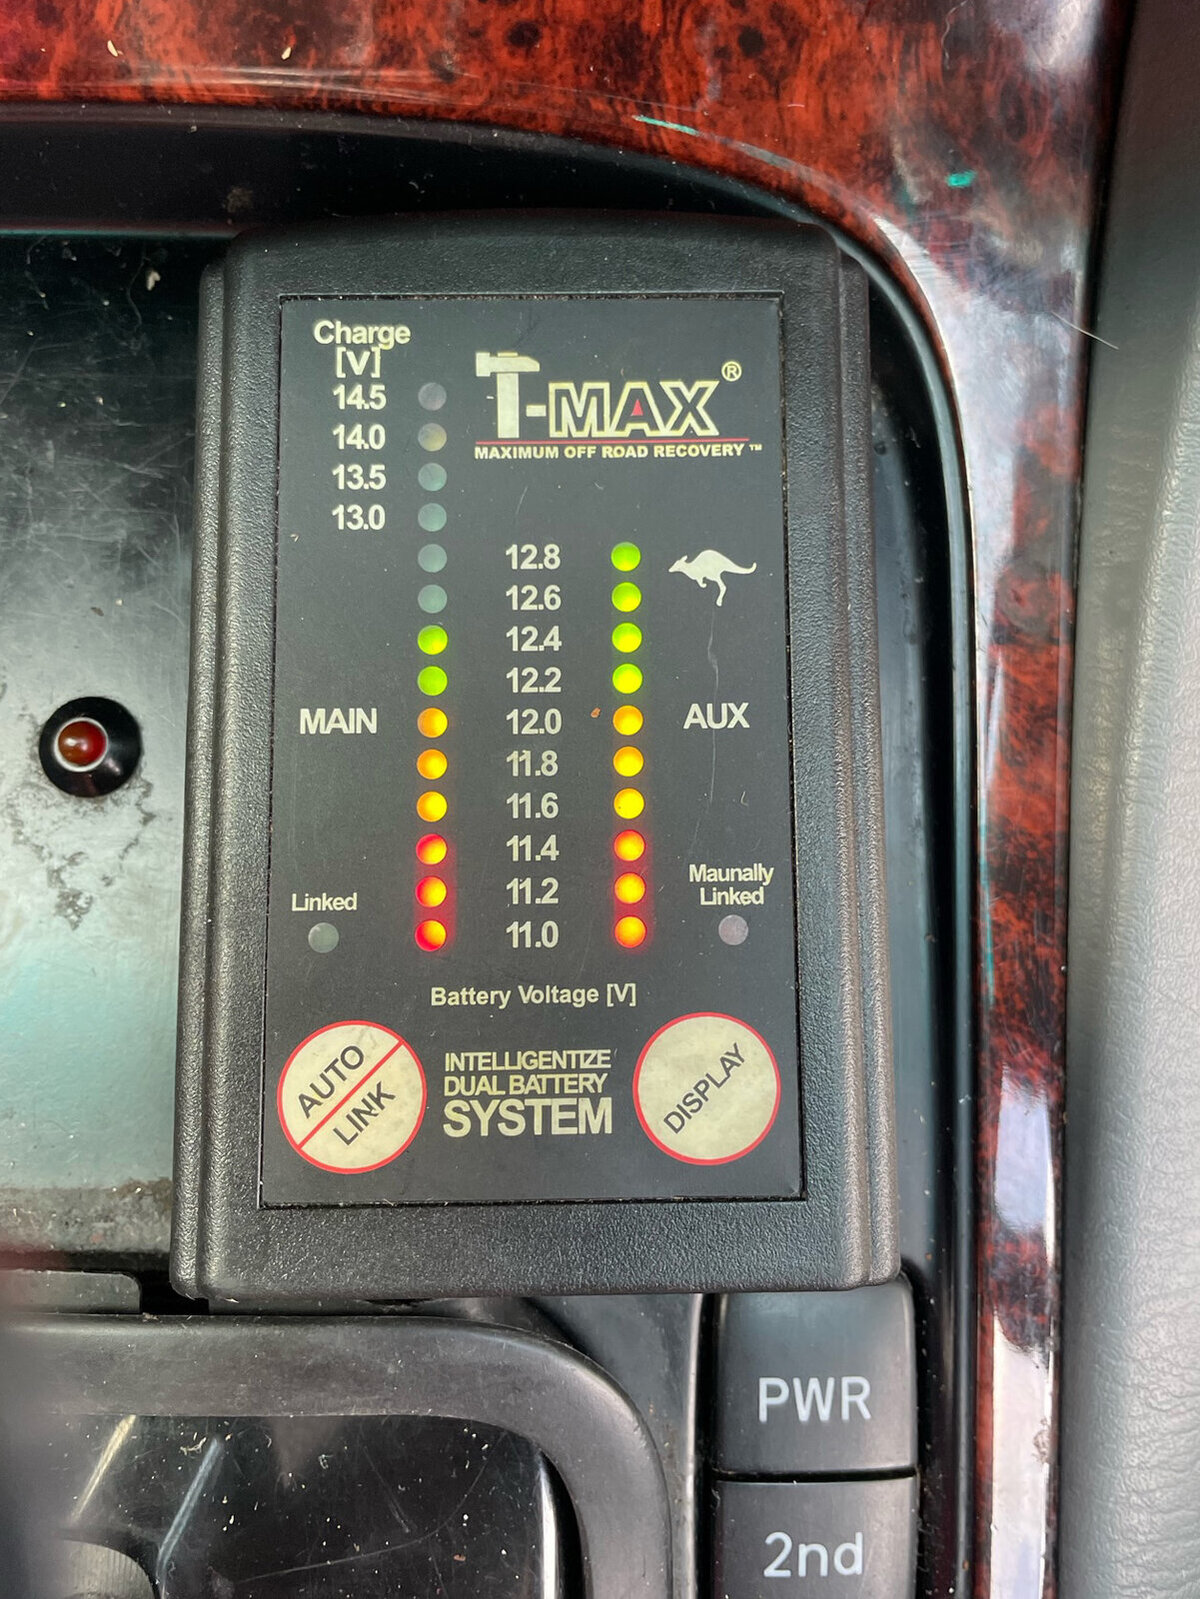 Charge
[V]
14.5
14.0
13.5
13.0
T-MAX®
MAXIMUM OFF ROAD RECOVERY™
12.8
12.6
12.4
12.2
MAIN 12.0 AUX
11.8
11.6
11.4
Maunally
Linked
Linked
11.2
11.0
Battery Voltage [V]
AUTO
LINK
INTELLIGENTIZE
DUAL BATTERY
SYSTEM
DISPLAY
PWR
2nd